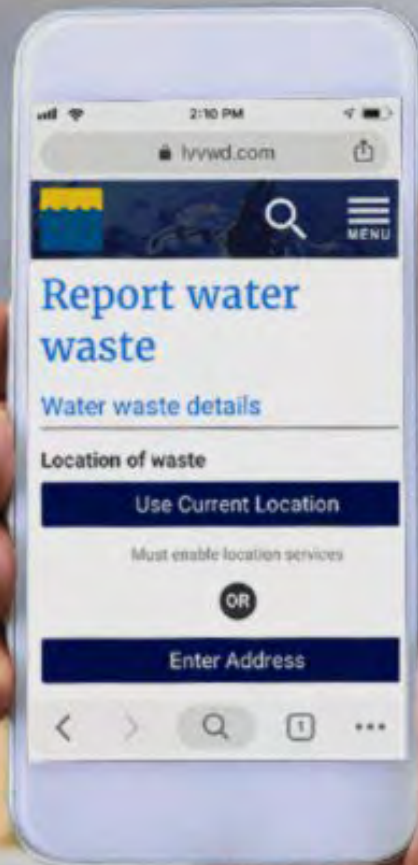 2:10 PM
lvvwd.com
MENU
Report water
waste
Water waste details
Location of waste
Use Current Location
Must enable location services
OR
Enter Address
1